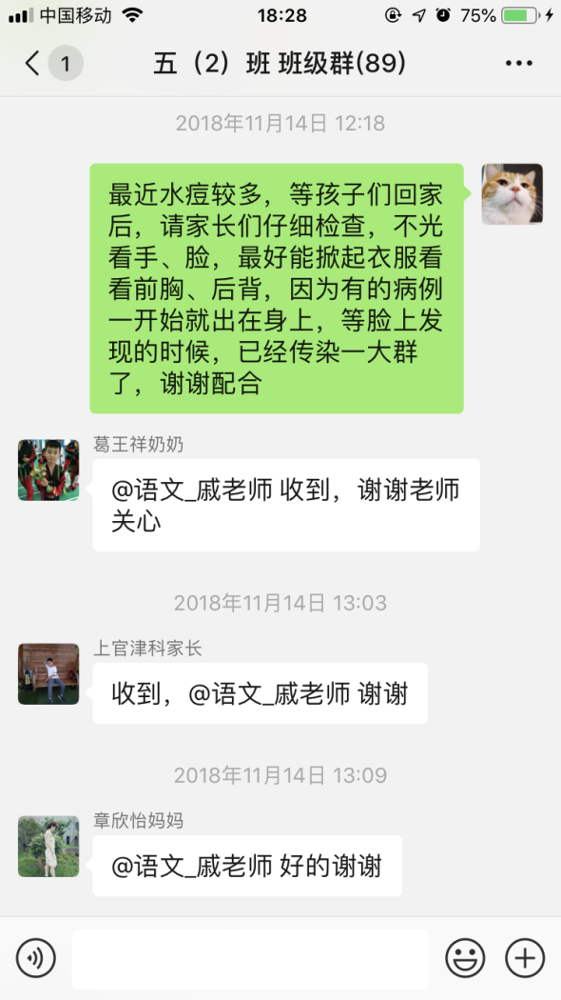 中国移动 18:28 75%
1 五（2）班 班级群(89)
2018年11月14日 12:18
最近水痘较多，等孩子们回家
后，请家长们仔细检查，不光
看手、脸，最好能掀起衣服看
看前胸、后背，因为有的病例
一开始就出在身上，等脸上发
现的时候，已经传染一大群
了，谢谢配合
葛王祥奶奶
@语文_戚老师 收到，谢谢老师
关心
2018年11月14日 13:03
上官津科家长
收到，@语文_戚老师 谢谢
2018年11月14日 13:09
章欣怡妈妈
@语文_戚老师 好的谢谢